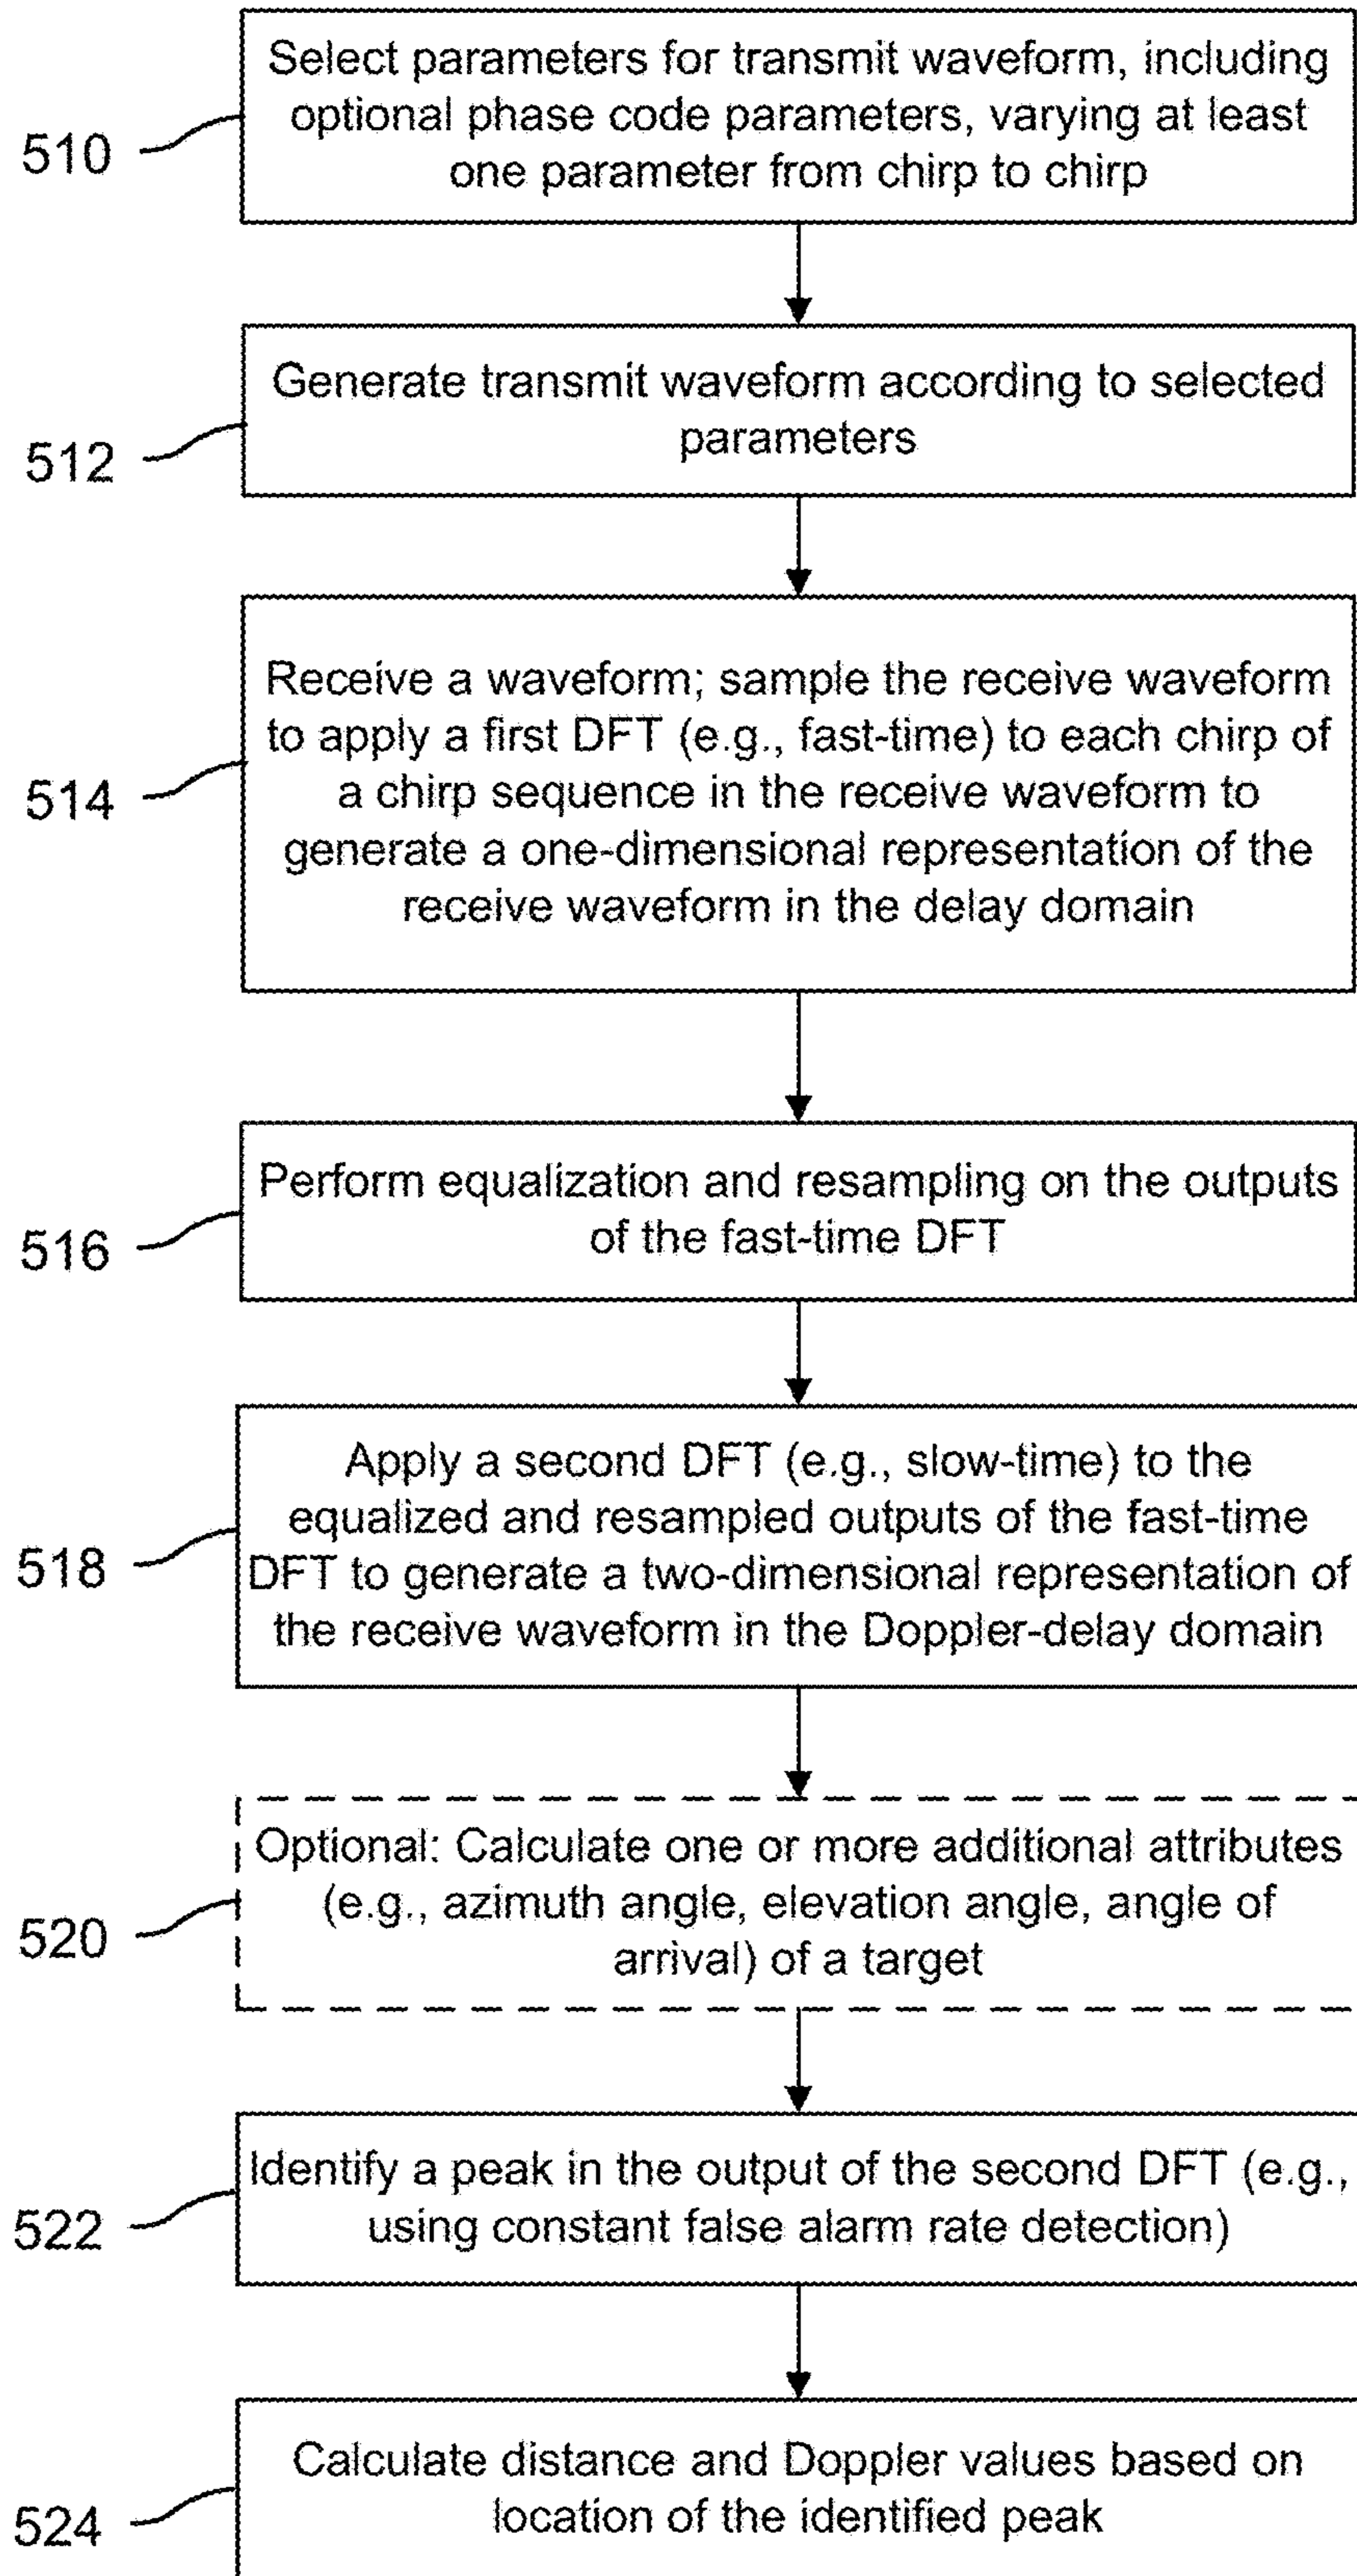 Select parameters for transmit waveform, including
optional phase code parameters, varying at least
one parameter from chirp to chirp
510
Generate transmit waveform according to selected
parameters
512
Receive a waveform; sample the receive waveform
to apply a first DFT (e.g., fast-time) to each chirp of
a chirp sequence in the receive waveform to
generate a one-dimensional representation of the
receive waveform in the delay domain
514
Perform equalization and resampling on the outputs
of the fast-time DFT
516
Apply a second DFT (e.g., slow-time) to the
equalized and resampled outputs of the fast-time
DFT to generate a two-dimensional representation of
the receive waveform in the Doppler-delay domain
518
Optional: Calculate one or more additional attributes
(e.g., azimuth angle, elevation angle, angle of
arrival) of a target
520
Identify a peak in the output of the second DFT (e.g.,
using constant false alarm rate detection)
522
Calculate distance and Doppler values based on
location of the identified peak
524